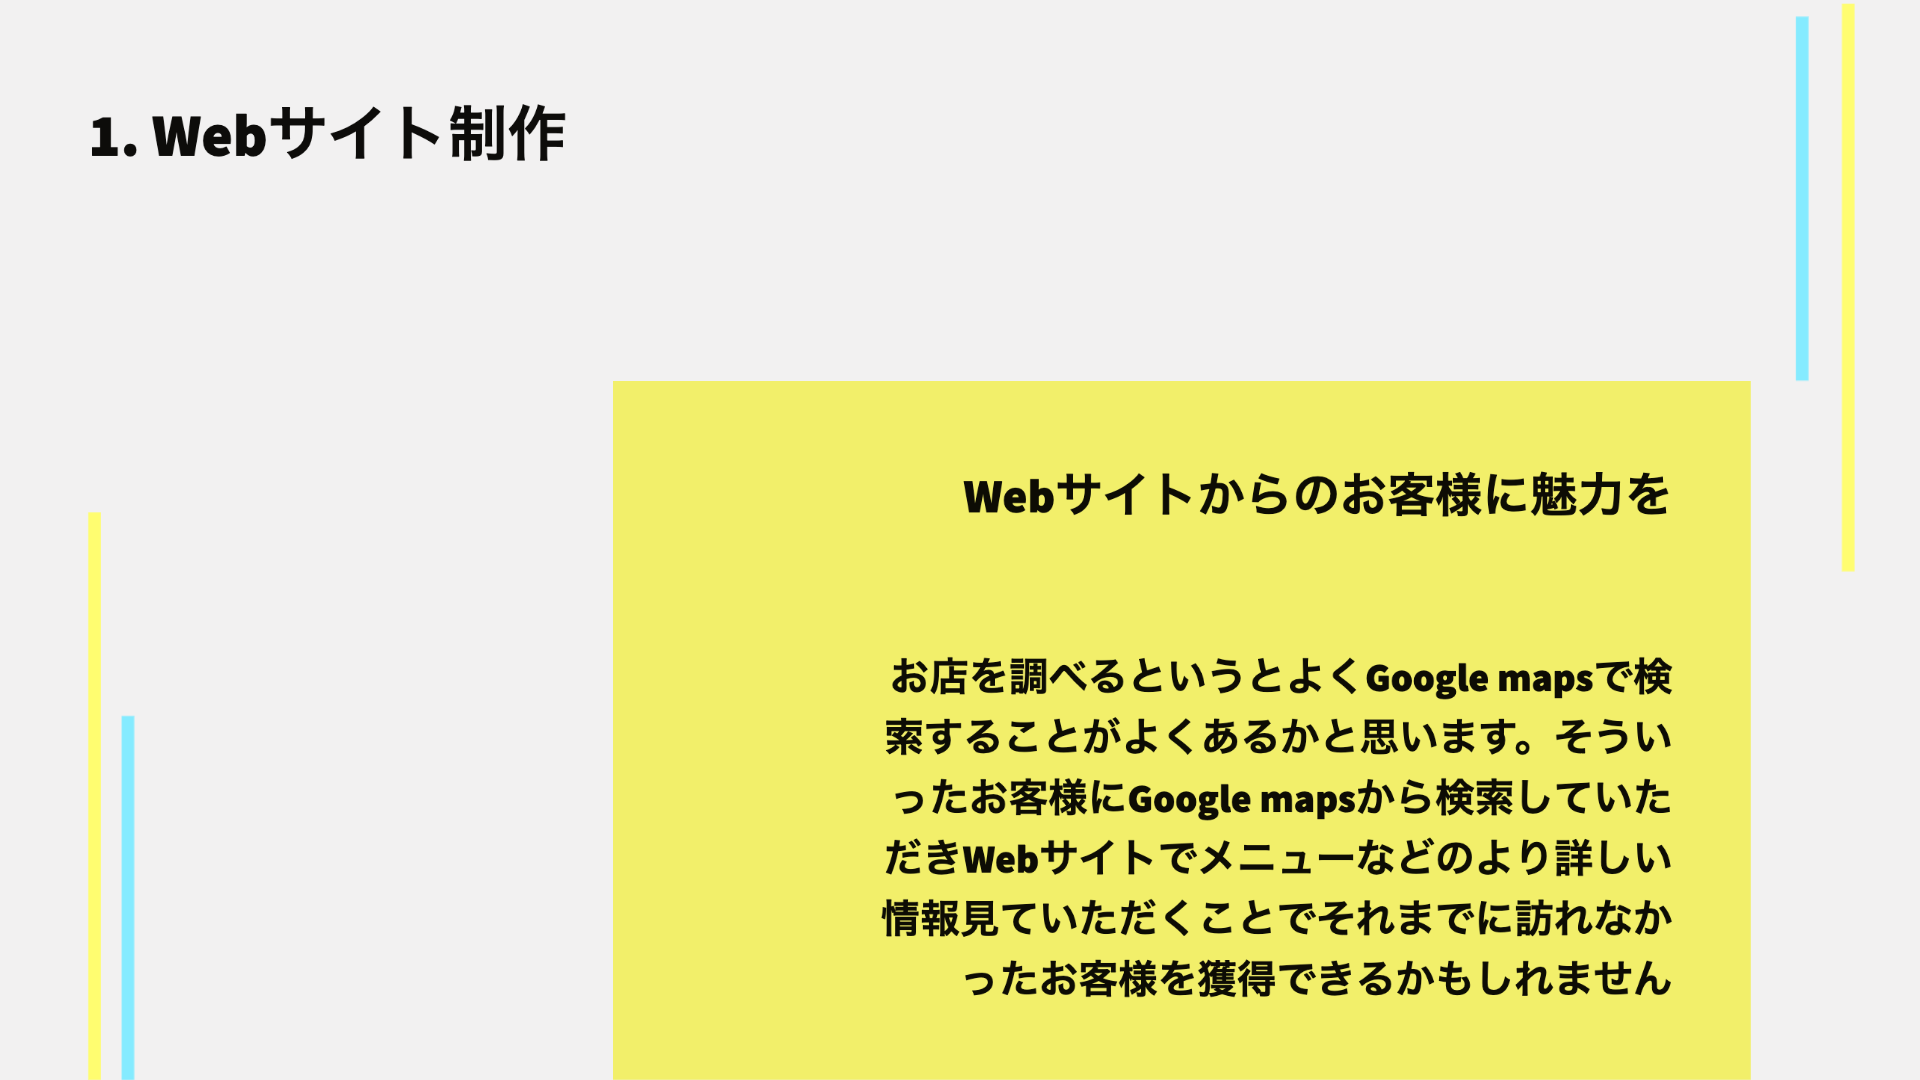 1. Webサイト制作
Webサイトからのお客様に魅力を
お店を調べるというとよくGoogle mapsで検
索することがよくあるかと思います。そうい
ったお客様にGoogle mapsから検索していた
だきWebサイトでメニューなどのより詳しい
情報見ていただくことでそれまでに訪れなか
ったお客様を獲得できるかもしれません